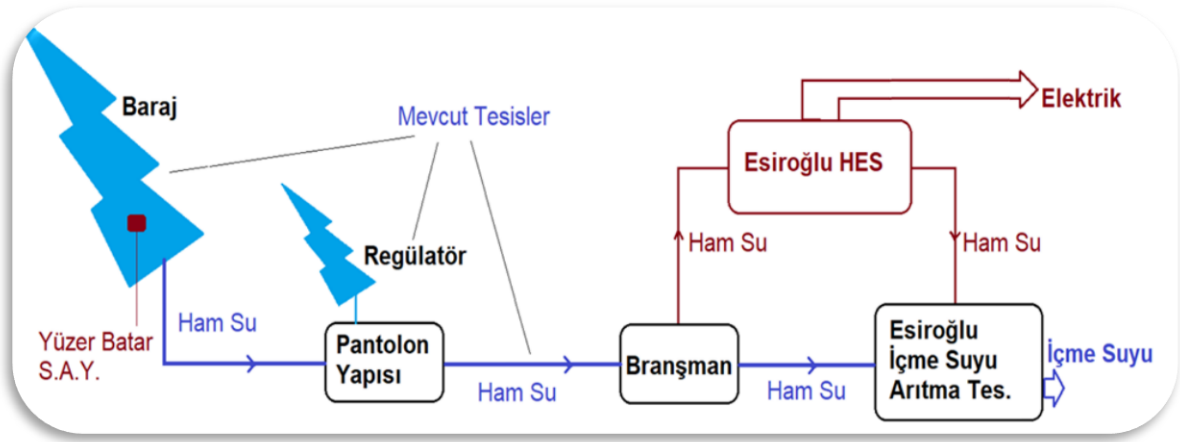 Baraj
Mevcut Tesisler
Elektrik
Esiroğlu HES
Regülatör
Ham Su
Ham Su
Yüzer Batar
S.A.Y.
Ham Su
Pantolon
Yapısı
Ham Su
Branşman
Ham Su
Esiroğlu
İçme Suyu
Arıtma Tes.
İçme Suyu